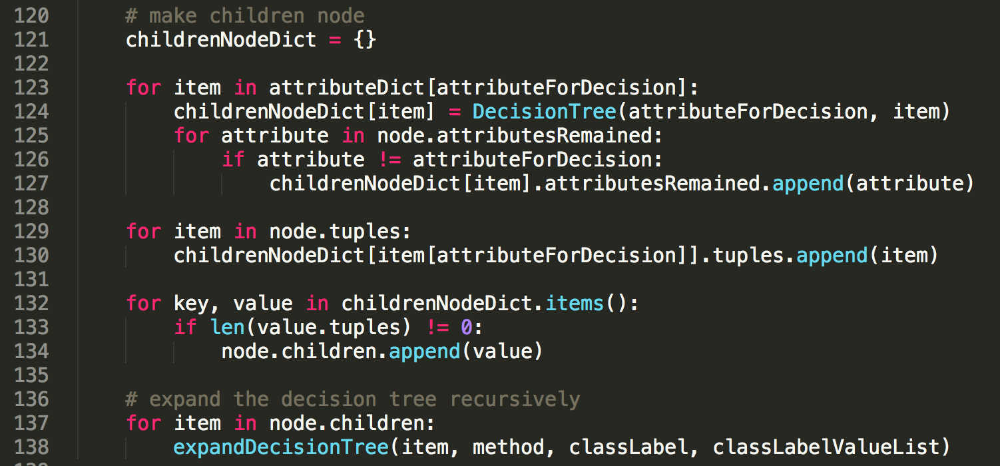 120 # make children node
121 childrenNodeDict = {}
122
123 for item in attributeDict[attributeForDecision]:
124     childrenNodeDict[item] = DecisionTree(attributeForDecision, item)
125     for attribute in node.attributesRemained:
126         if attribute != attributeForDecision:
127             childrenNodeDict[item].attributesRemained.append(attribute)
128
129 for item in node.tuples:
130     childrenNodeDict[item[attributeForDecision]].tuples.append(item)
131
132 for key, value in childrenNodeDict.items():
133     if len(value.tuples) != 0:
134         node.children.append(value)
135
136 # expand the decision tree recursively
137 for item in node.children:
138     expandDecisionTree(item, method, classLabel, classLabelValueList)